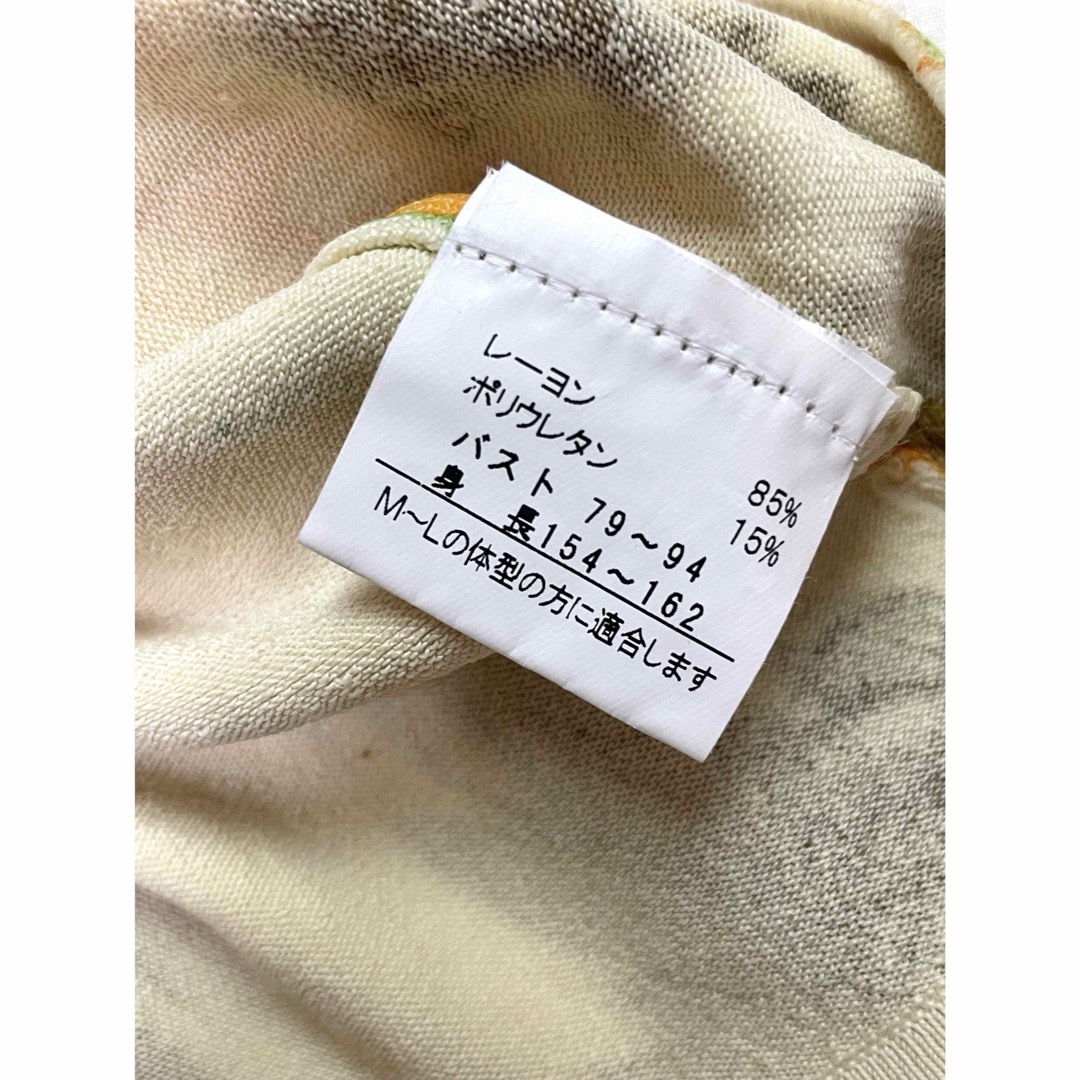 レーヨン 85%
ポリウレタン 15%
バスト 79～94
身長154～162
M～Lの体型の方に適合します